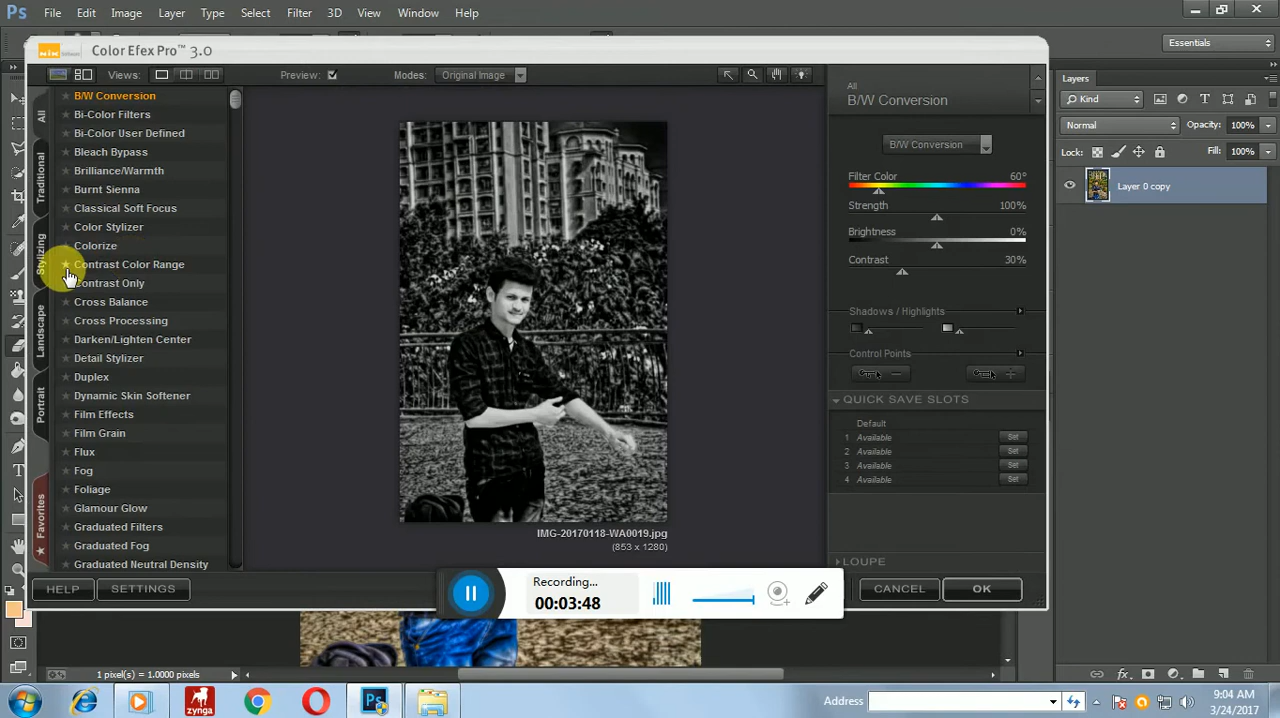 Ps File Edit Image Layer Type Select Filter 3D View Window Help
Essentials
Color Efex Pro™ 3.0
Views:
Preview:
Modes: Original Image
All
Traditional
Stylizing
Landscape
Portrait
Favorites
B/W Conversion
Bi-Color Filters
Bi-Color User Defined
Bleach Bypass
Brilliance/Warmth
Burnt Sienna
Classical Soft Focus
Color Stylizer
Colorize
Contrast Color Range
Contrast Only
Cross Balance
Cross Processing
Darken/Lighten Center
Detail Stylizer
Duplex
Dynamic Skin Softener
Film Effects
Film Grain
Flux
Fog
Foliage
Glamour Glow
Graduated Filters
Graduated Fog
Graduated Neutral Density
HELP
SETTINGS
IMG-20170118-WA0019.jpg
(853 x 1280)
All
B/W Conversion
B/W Conversion
Filter Color 60°
Strength 100%
Brightness 0%
Contrast 30%
Shadows / Highlights
Control Points
QUICK SAVE SLOTS
Default
1 Available Set
2 Available Set
3 Available Set
4 Available Set
LOUPE
CANCEL
OK
Recording...
00:03:48
Layers
Kind
Normal
Opacity: 100%
Lock:
Fill: 100%
Layer 0 copy
1 pixel(s) = 1.0000 pixels
zynga
Ps
Address
9:04 AM
3/24/2017